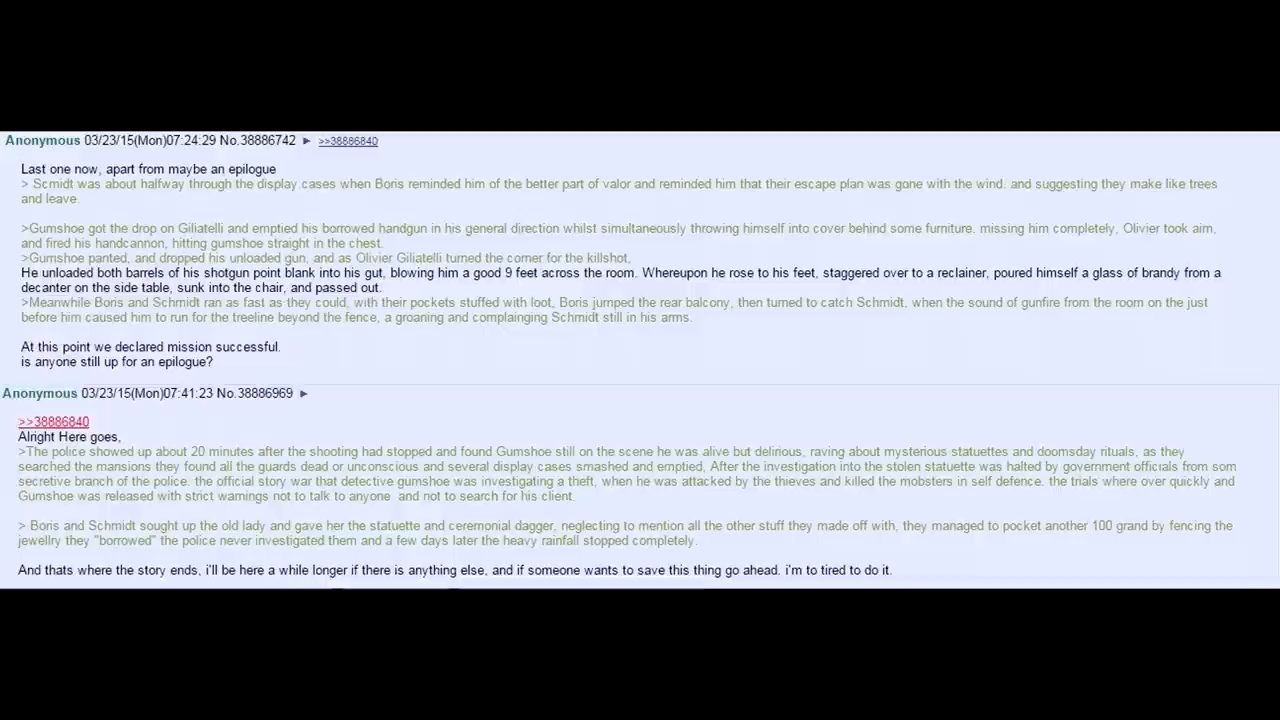 Anonymous 03/23/15(Mon)07:24:29 No.38886742 ► >>38886840
Last one now, apart from maybe an epilogue
> Scmidt was about halfway through the display cases when Boris reminded him of the better part of valor and reminded him that their escape plan was gone with the wind. and suggesting they make like trees
and leave.
>Gumshoe got the drop on Giliatelli and emptied his borrowed handgun in his general direction whilst simultaneously throwing himself into cover behind some furniture. missing him completely, Olivier took aim,
and fired his handcannon, hitting gumshoe straight in the chest.
>Gumshoe panted, and dropped his unloaded gun, and as Olivier Giliatelli turned the corner for the killshot,
He unloaded both barrels of his shotgun point blank into his gut, blowing him a good 9 feet across the room. Whereupon he rose to his feet, staggered over to a reclainer, poured himself a glass of brandy from a
decanter on the side table, sunk into the chair, and passed out.
>Meanwhile Boris and Schmidt ran as fast as they could, with their pockets stuffed with loot, Boris jumped the rear balcony, then turned to catch Schmidt, when the sound of gunfire from the room on the just
before him caused him to run for the treeline beyond the fence, a groaning and complainging Schmidt still in his arms.
At this point we declared mission successful.
is anyone still up for an epilogue?
Anonymous 03/23/15(Mon)07:41:23 No.38886969 ►
>>38886840
Alright Here goes,
>The police showed up about 20 minutes after the shooting had stopped and found Gumshoe still on the scene he was alive but delirious, raving about mysterious statuettes and doomsday rituals, as they
searched the mansions they found all the guards dead or unconscious and several display cases smashed and emptied, After the investigation into the stolen statuette was halted by government officials from som
secretive branch of the police. the official story war that detective gumshoe was investigating a theft, when he was attacked by the thieves and killed the mobsters in self defence. the trials where over quickly and
Gumshoe was released with strict warnings not to talk to anyone and not to search for his client.
> Boris and Schmidt sought up the old lady and gave her the statuette and ceremonial dagger, neglecting to mention all the other stuff they made off with, they managed to pocket another 100 grand by fencing the
jewellry they "borrowed" the police never investigated them and a few days later the heavy rainfall stopped completely.
And thats where the story ends, i'll be here a while longer if there is anything else, and if someone wants to save this thing go ahead. i'm to tired to do it.